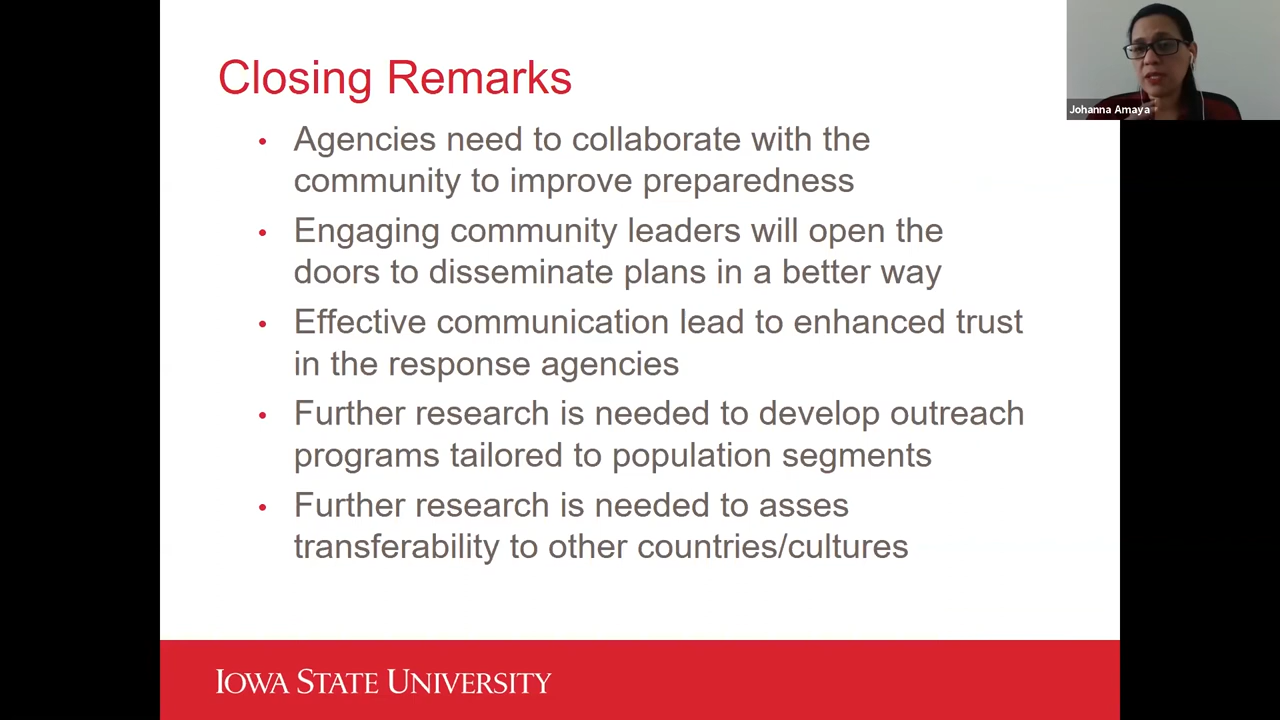 Closing Remarks
Johanna Amaya
• Agencies need to collaborate with the
community to improve preparedness
• Engaging community leaders will open the
doors to disseminate plans in a better way
• Effective communication lead to enhanced trust
in the response agencies
• Further research is needed to develop outreach
programs tailored to population segments
• Further research is needed to asses
transferability to other countries/cultures
IOWA STATE UNIVERSITY